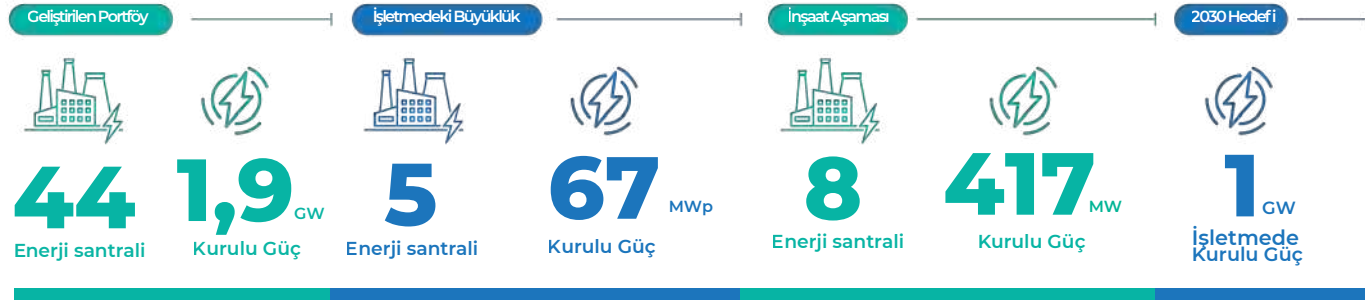 Geliştirilen Portföy
44
Enerji santrali
1,9 GW
Kurulu Güç
İşletmedeki Büyüklük
5
Enerji santrali
67 MWp
Kurulu Güç
İnşaat Aşaması
8
Enerji santrali
417 MW
Kurulu Güç
2030 Hedefi
1 GW
İşletmede
Kurulu Güç